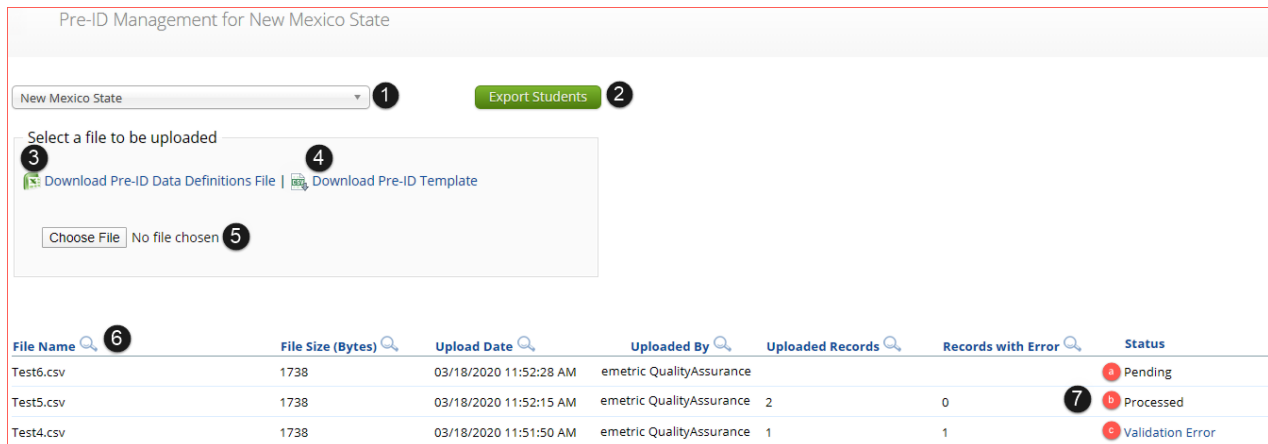 Pre-ID Management for New Mexico State
New Mexico State 1 Export Students 2
Select a file to be uploaded
3 4
Download Pre-ID Data Definitions File | Download Pre-ID Template
Choose File No file chosen 5
File Name 6 File Size (Bytes) Upload Date Uploaded By Uploaded Records Records with Error Status
Test6.csv 1738 03/18/2020 11:52:28 AM emetric QualityAssurance a Pending
Test5.csv 1738 03/18/2020 11:52:15 AM emetric QualityAssurance 2 0 7 b Processed
Test4.csv 1738 03/18/2020 11:51:50 AM emetric QualityAssurance 1 1 c Validation Error